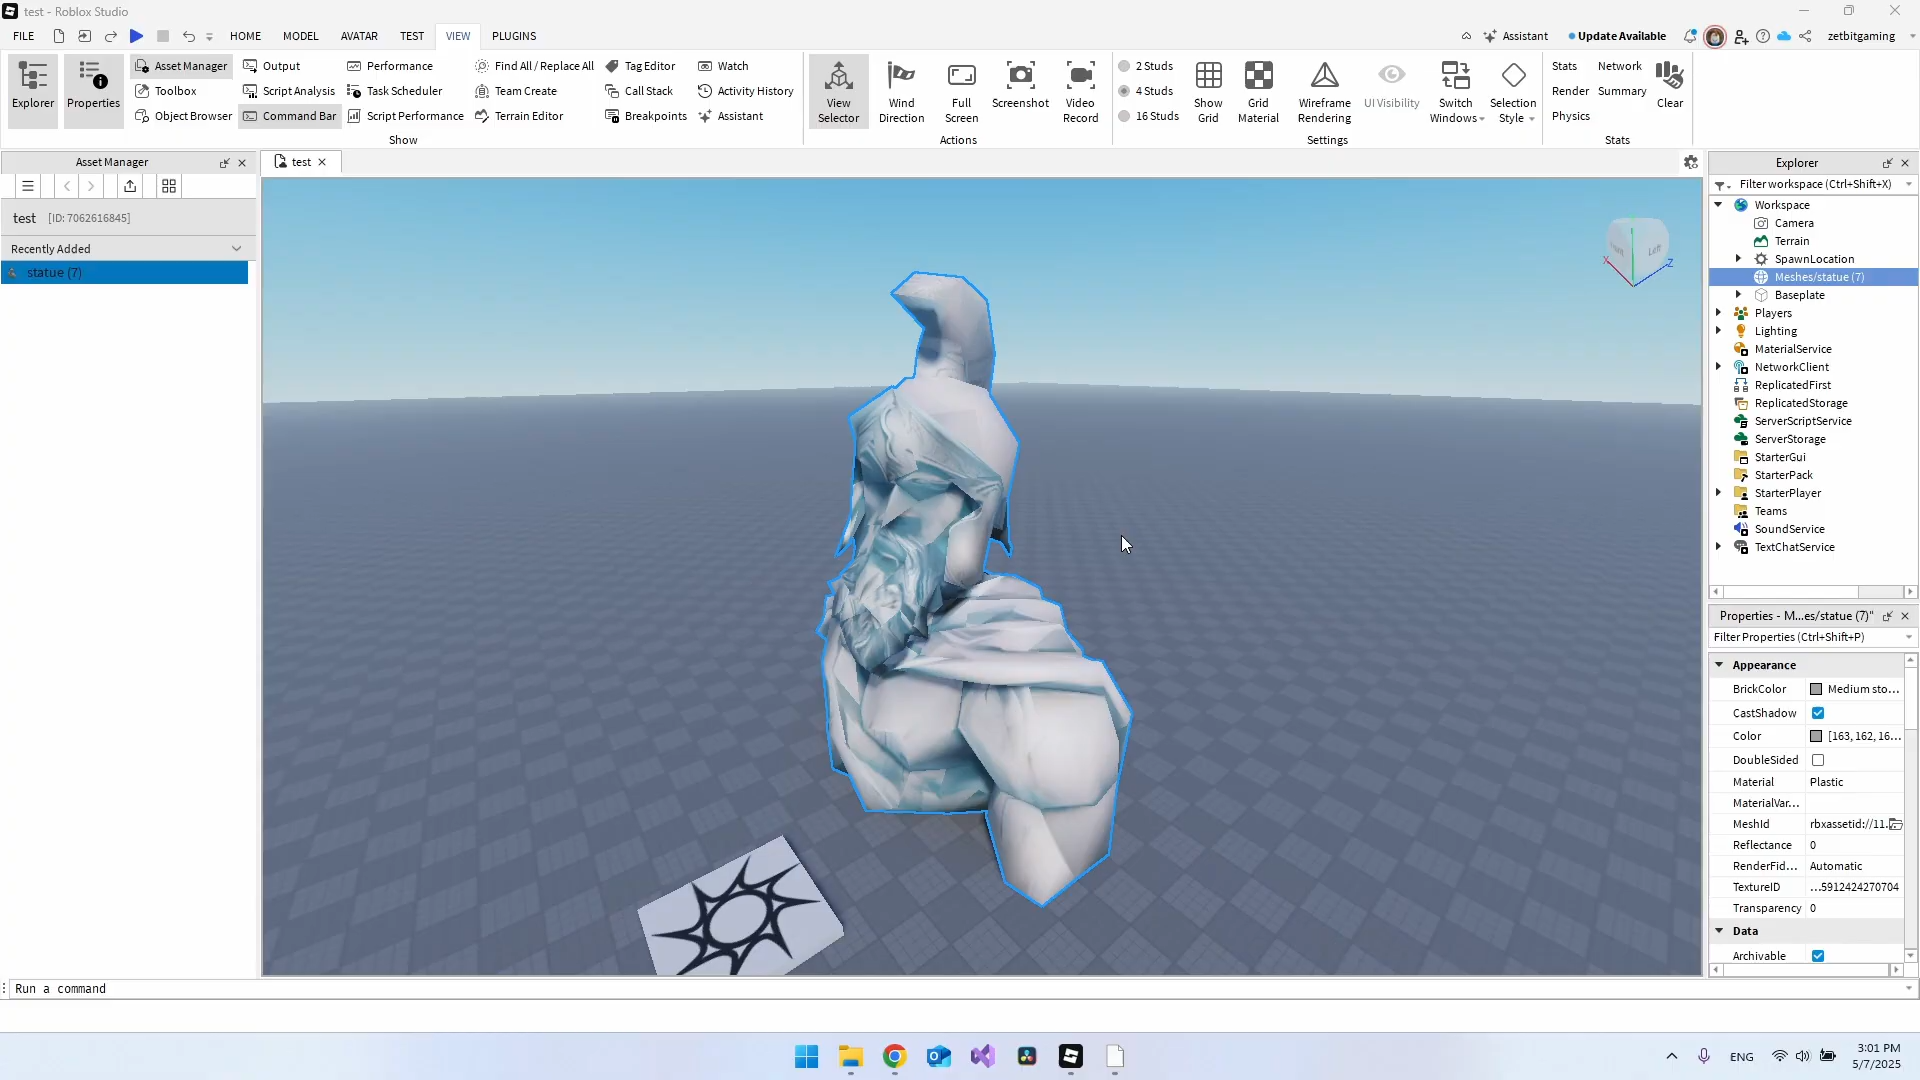 test - Roblox Studio
FILE HOME MODEL AVATAR TEST VIEW PLUGINS
Assistant Update Available zetbitgaming
Explorer
Properties
Asset Manager
Toolbox
Object Browser
Output
Script Analysis
Command Bar
Performance
Task Scheduler
Script Performance
Find All / Replace All
Team Create
Terrain Editor
Tag Editor
Call Stack
Breakpoints
Watch
Activity History
Assistant
Show
View
Selector
Wind
Direction
Full
Screen
Screenshot
Video
Record
Actions
2 Studs
4 Studs
16 Studs
Show
Grid
Grid
Material
Wireframe
Rendering
UI Visibility
Switch
Windows
Selection
Style
Settings
Stats
Render
Physics
Network
Summary
Clear
Stats
Asset Manager
test [ID: 7062616845]
Recently Added
statue (7)
test
Left
X
Z
Explorer
Filter workspace (Ctrl+Shift+X)
Workspace
Camera
Terrain
SpawnLocation
Meshes/statue (7)
Baseplate
Players
Lighting
MaterialService
NetworkClient
ReplicatedFirst
ReplicatedStorage
ServerScriptService
ServerStorage
StarterGui
StarterPack
StarterPlayer
Teams
SoundService
TextChatService
Properties - M...es/statue (7)"
Filter Properties (Ctrl+Shift+P)
Appearance
BrickColor Medium sto...
CastShadow
Color [163, 162, 16...
DoubleSided
Material Plastic
MaterialVar...
MeshId rbxassetid://11...
Reflectance 0
RenderFid... Automatic
TextureID ...5912424270704
Transparency 0
Data
Archivable
Run a command
ENG
3:01 PM
5/7/2025